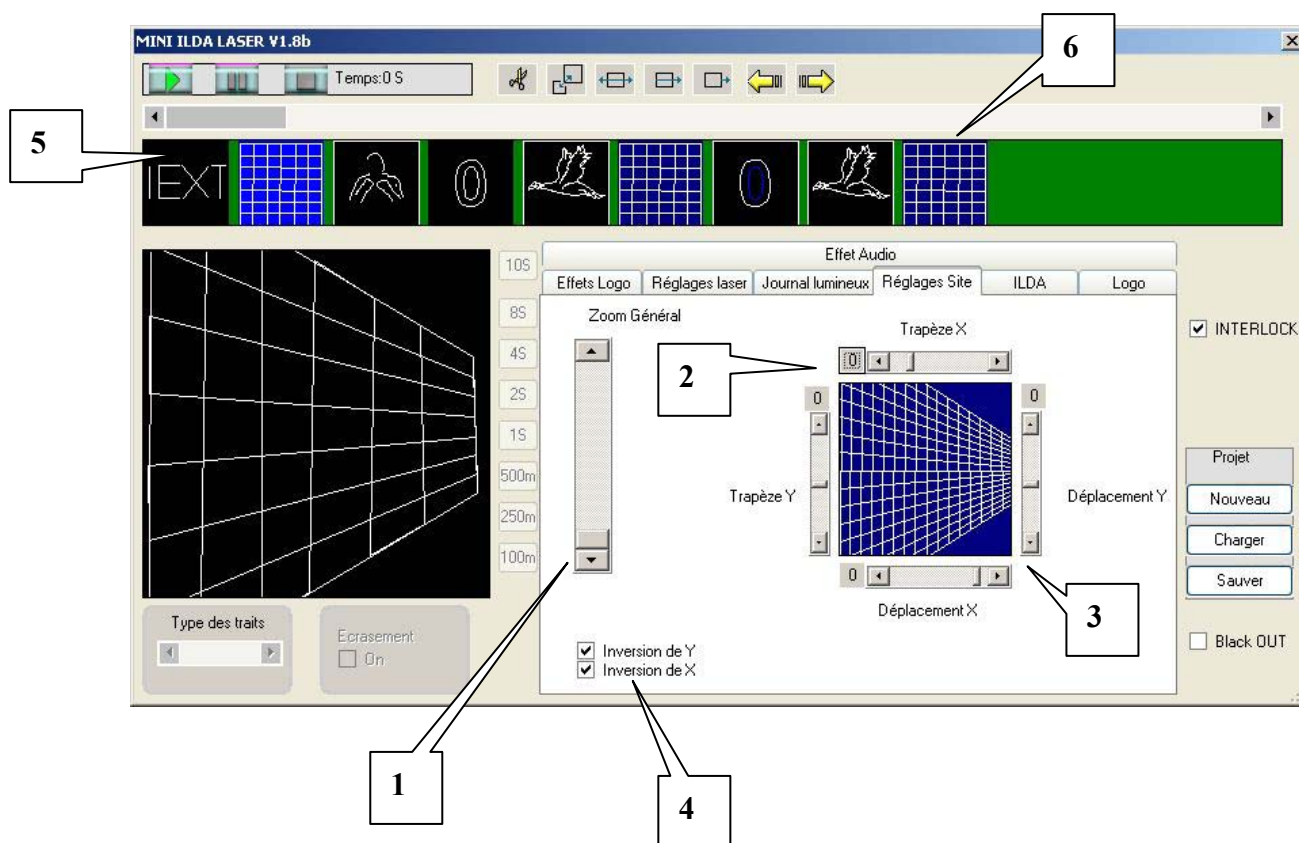 6
MINI ILDA LASER V1.8b
Temps:0 S
5
TEXT
0
0
10S
8S
4S
2S
1S
500m
250m
100m
Effet Audio
Effets Logo Réglages laser Journal lumineux Réglages Site ILDA Logo
Zoom Général
Trapèze X
0
2
0
0
Trapèze Y
Déplacement Y
0
Déplacement X
3
Inversion de Y
Inversion de X
INTERLOCK
Projet
Nouveau
Charger
Sauver
Black OUT
Type des traits
Ecrasement
On
1
4